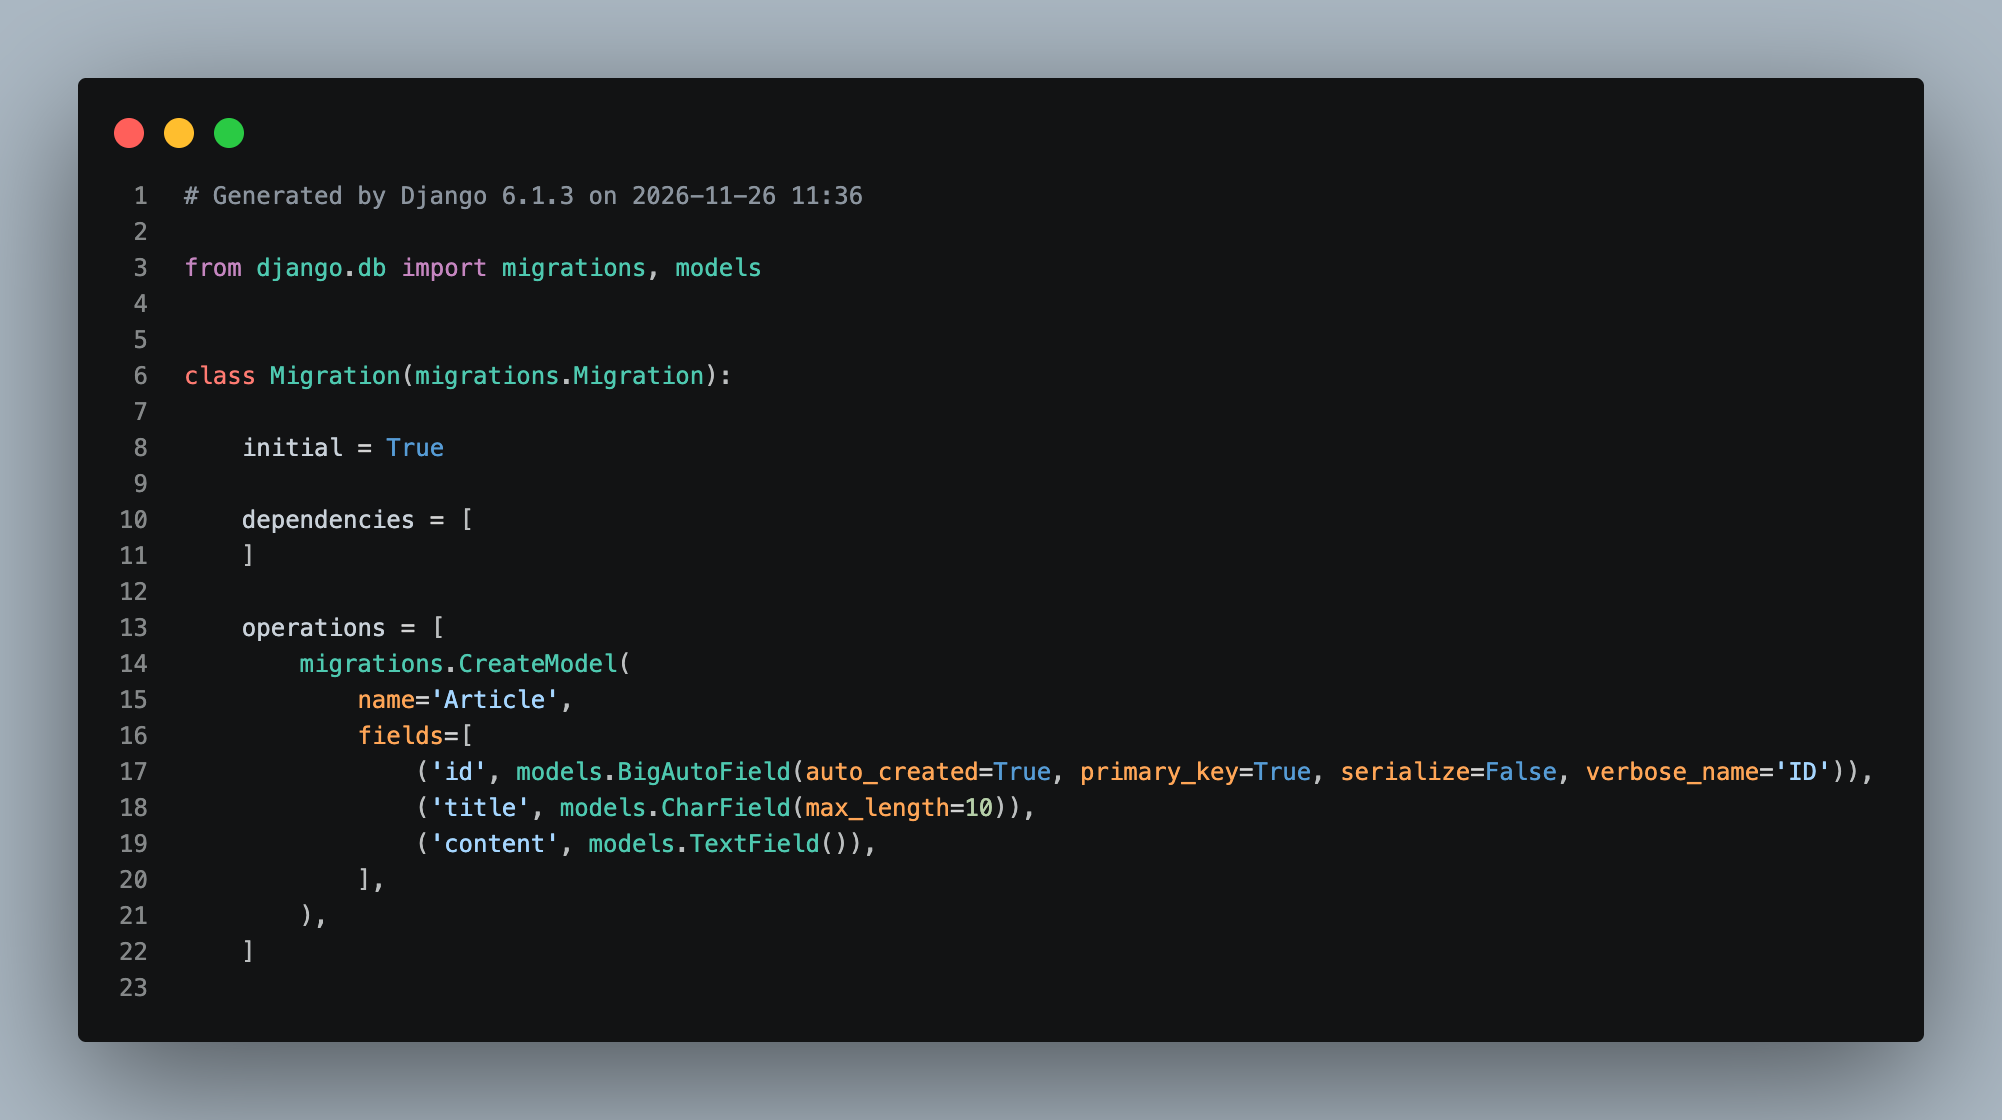 1 # Generated by Django 6.1.3 on 2026-11-26 11:36
2
3 from django.db import migrations, models
4
5
6 class Migration(migrations.Migration):
7
8     initial = True
9
10     dependencies = [
11     ]
12
13     operations = [
14         migrations.CreateModel(
15             name='Article',
16             fields=[
17                 ('id', models.BigAutoField(auto_created=True, primary_key=True, serialize=False, verbose_name='ID')),
18                 ('title', models.CharField(max_length=10)),
19                 ('content', models.TextField()),
20             ],
21         ),
22     ]
23